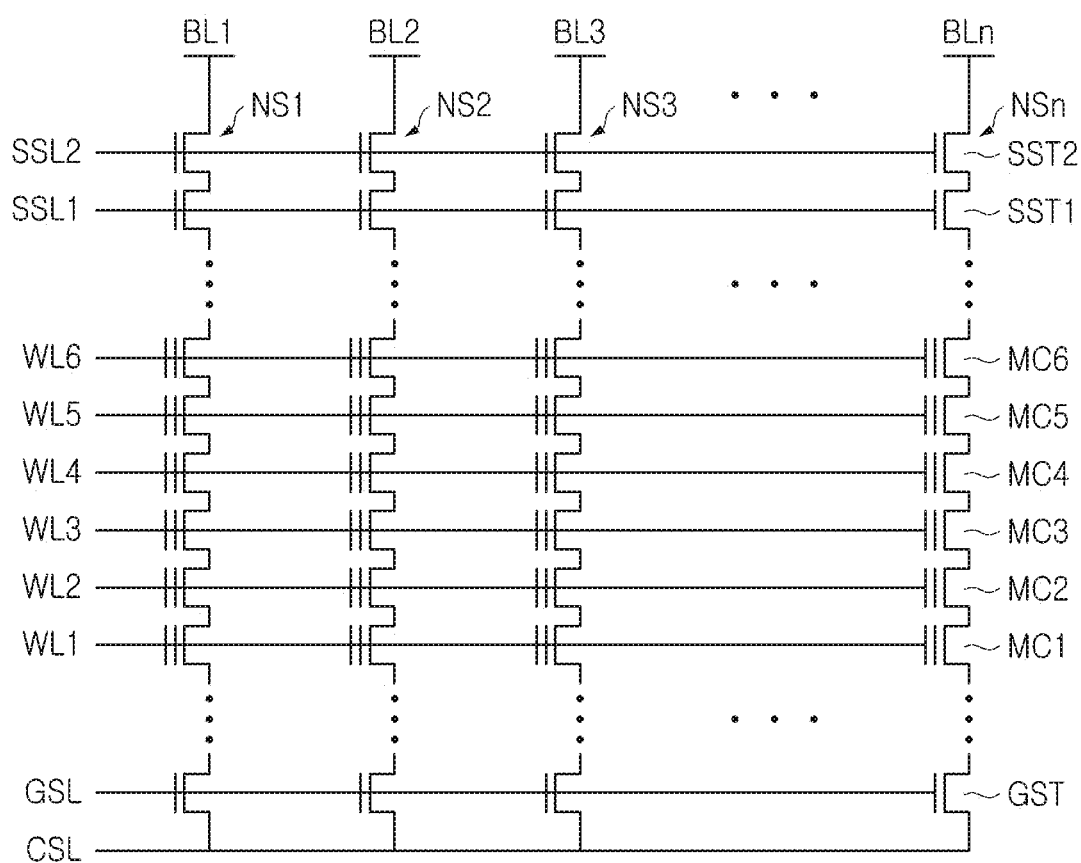 BL1 BL2 BL3 BLn
NS1 NS2 NS3 NSn
SSL2 SST2
SSL1 SST1
WL6 MC6
WL5 MC5
WL4 MC4
WL3 MC3
WL2 MC2
WL1 MC1
GSL GST
CSL